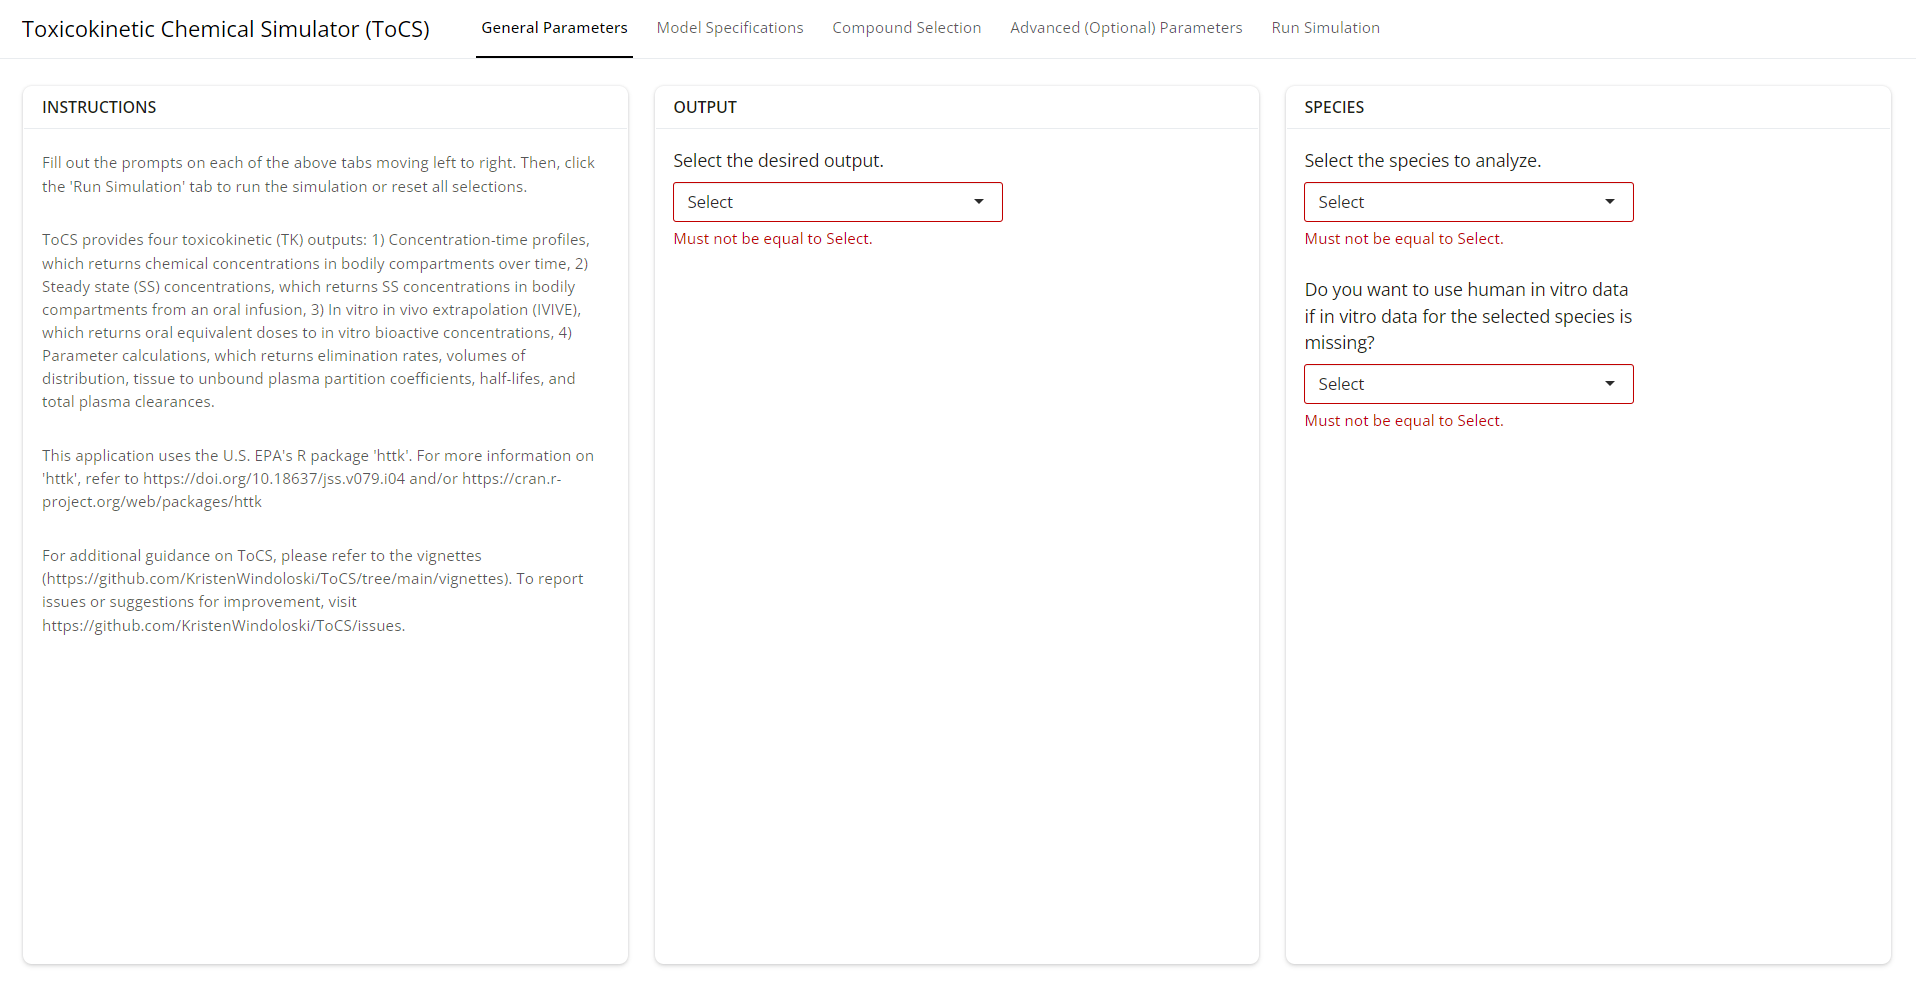 Toxicokinetic Chemical Simulator (ToCS)
General Parameters
Model Specifications
Compound Selection
Advanced (Optional) Parameters
Run Simulation
INSTRUCTIONS
Fill out the prompts on each of the above tabs moving left to right. Then, click
the 'Run Simulation' tab to run the simulation or reset all selections.
ToCS provides four toxicokinetic (TK) outputs: 1) Concentration-time profiles,
which returns chemical concentrations in bodily compartments over time, 2)
Steady state (SS) concentrations, which returns SS concentrations in bodily
compartments from an oral infusion, 3) In vitro in vivo extrapolation (IVIVE),
which returns oral equivalent doses to in vitro bioactive concentrations, 4)
Parameter calculations, which returns elimination rates, volumes of
distribution, tissue to unbound plasma partition coefficients, half-lifes, and
total plasma clearances.
This application uses the U.S. EPA's R package 'httk'. For more information on
'httk', refer to https://doi.org/10.18637/jss.v079.i04 and/or https://cran.r-
project.org/web/packages/httk
For additional guidance on ToCS, please refer to the vignettes
(https://github.com/KristenWindoloski/ToCS/tree/main/vignettes). To report
issues or suggestions for improvement, visit
https://github.com/KristenWindoloski/ToCS/issues.
OUTPUT
Select the desired output.
Select
Must not be equal to Select.
SPECIES
Select the species to analyze.
Select
Must not be equal to Select.
Do you want to use human in vitro data
if in vitro data for the selected species is
missing?
Select
Must not be equal to Select.